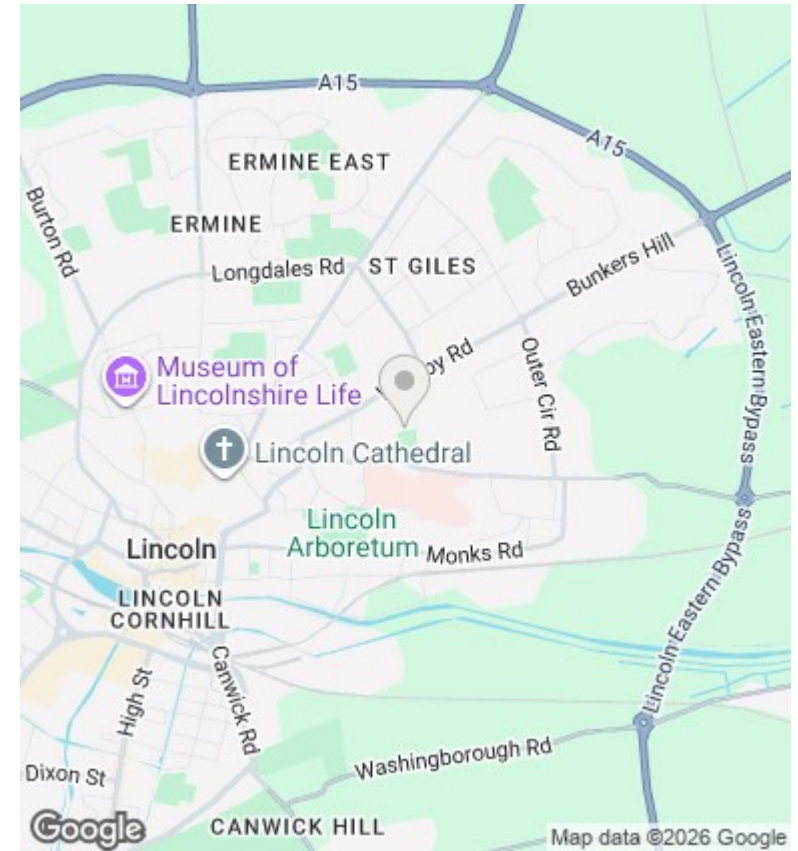 A15
A15
ERMINE EAST
Burton Rd
ERMINE
Longdales Rd
ST GILES
Bunkers Hill
Lincoln Eastern Bypass
Outer Cir Rd
Museum of
Lincolnshire Life
Lincoln Cathedral
Lincoln
Arboretum
Lincoln
Monks Rd
LINCOLN
CORNHILL
Lincoln Eastern Bypass
Canwick Rd
High St
Washingborough Rd
Dixon St
Google
CANWICK HILL
Map data ©2026 Google